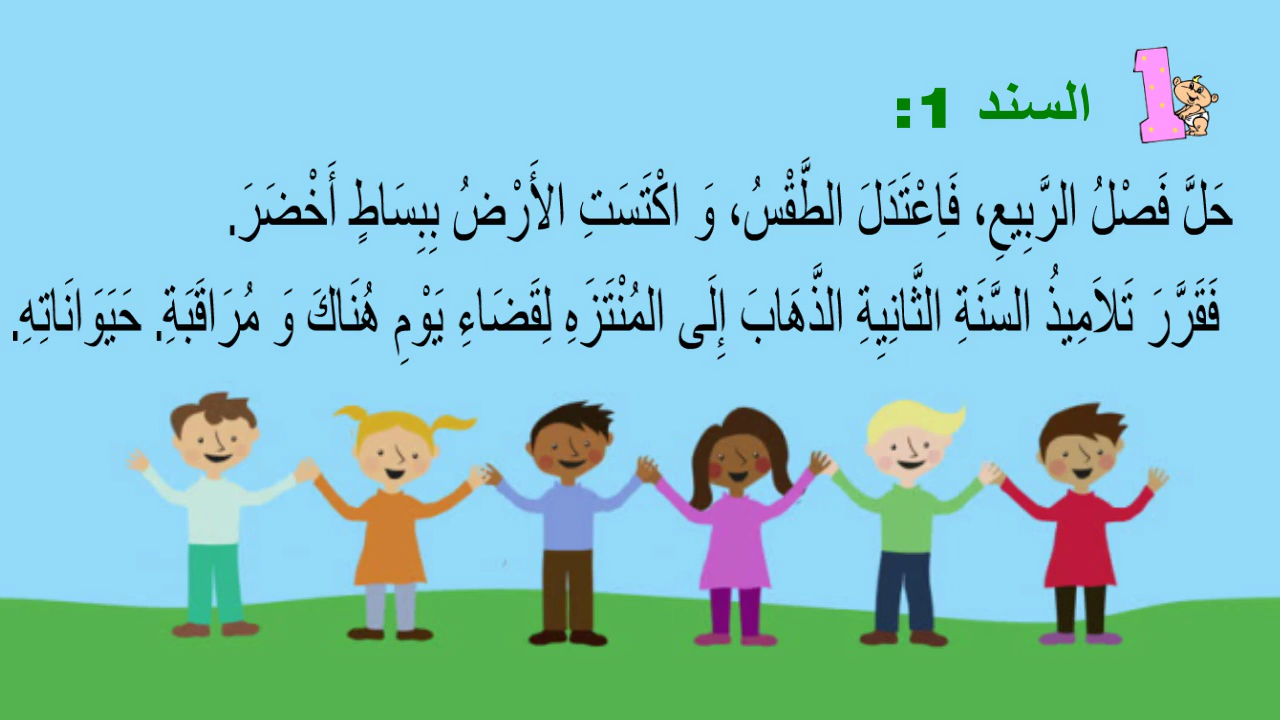 1
السند 1:
حَلَّ فَصْلُ الرَّبِيعِ، فَاِعْتَدَلَ الطَّقْسُ، وَ اكْتَسَتِ الأَرْضُ بِبِسَاطٍ أَخْضَرَ.
فَقَرَّرَ تَلاَمِيذُ السَّنَةِ الثَّانِيِةِ الذَّهَابَ إِلَى المُنْتَزَهِ لِقَضَاءِ يَوْمِ هُنَاكَ وَ مُرَاقَبَةِ. حَيَوَانَاتِهِ.